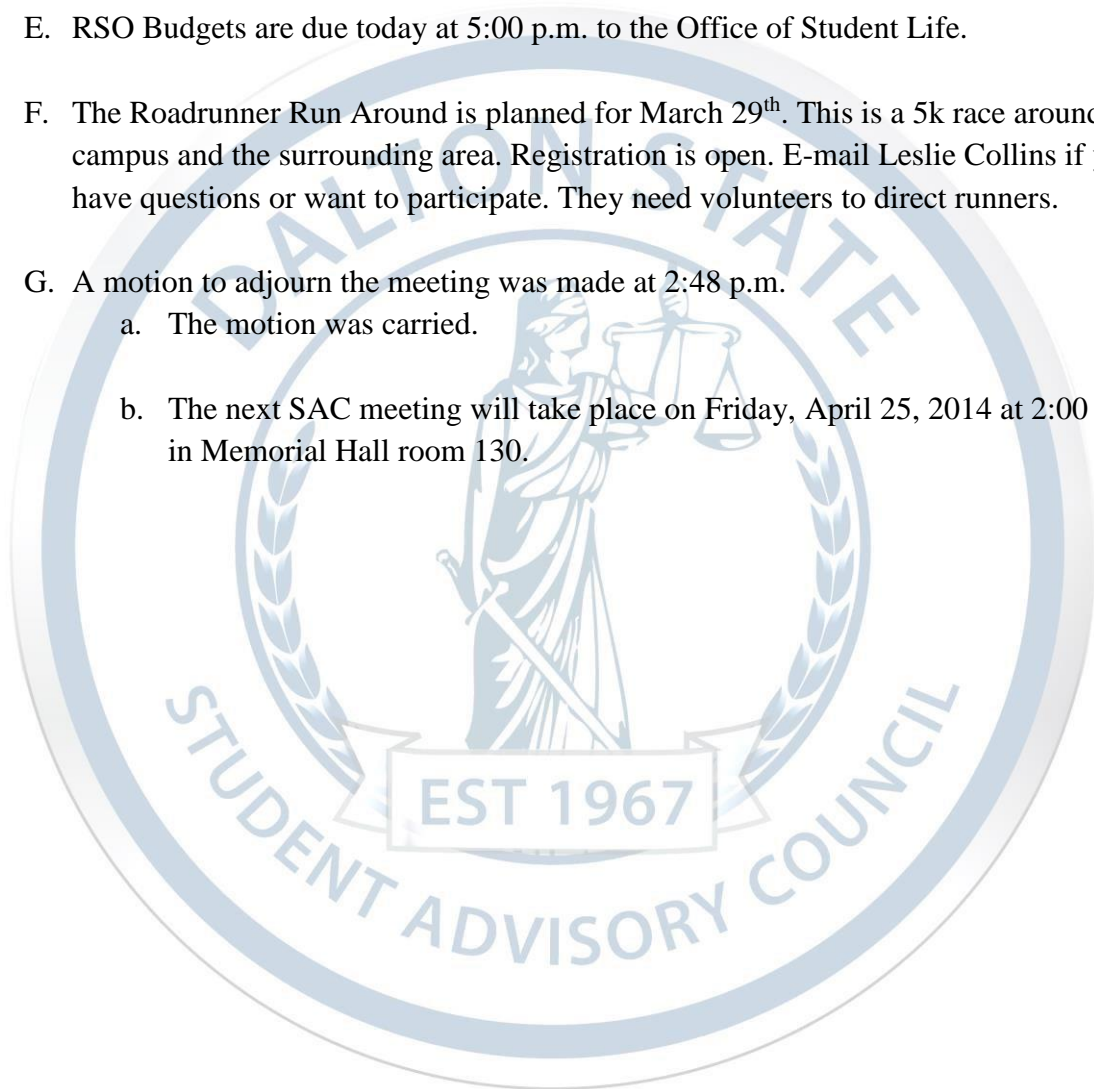 E. RSO Budgets are due today at 5:00 p.m. to the Office of Student Life.
F. The Roadrunner Run Around is planned for March 29th. This is a 5k race around
campus and the surrounding area. Registration is open. E-mail Leslie Collins if
have questions or want to participate. They need volunteers to direct runners.
G. A motion to adjourn the meeting was made at 2:48 p.m.
a. The motion was carried.
b. The next SAC meeting will take place on Friday, April 25, 2014 at 2:00
in Memorial Hall room 130.
DALTON STATE
EST 1967
STUDENT ADVISORY COUNCIL